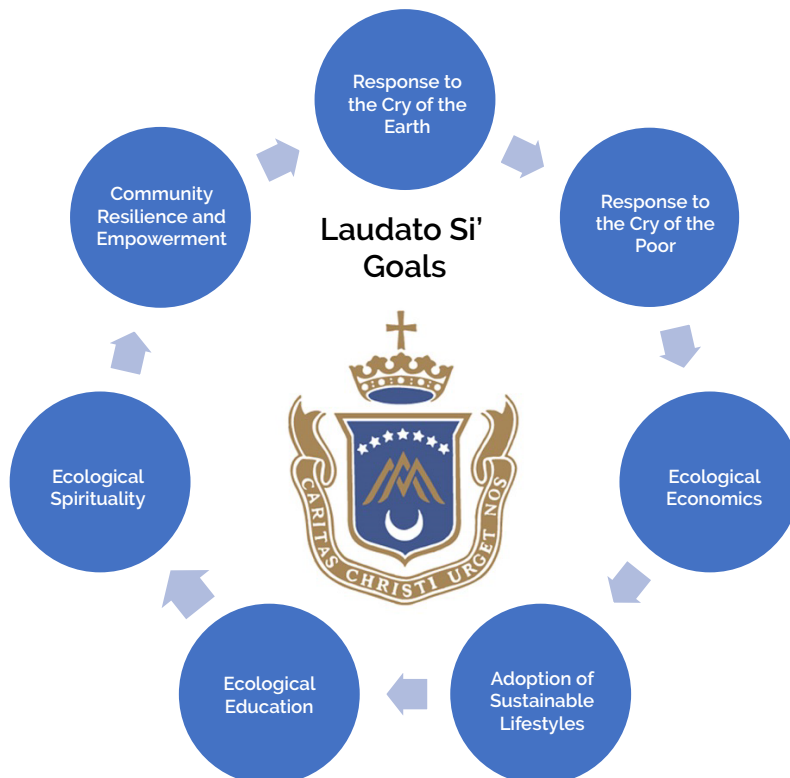 Response to
the Cry of the
Earth
Response to
the Cry of the
Poor
Ecological
Economics
Adoption of
Sustainable
Lifestyles
Ecological
Education
Ecological
Spirituality
Community
Resilience and
Empowerment
Laudato Si’
Goals
CARITAS CHRISTI URGET NOS